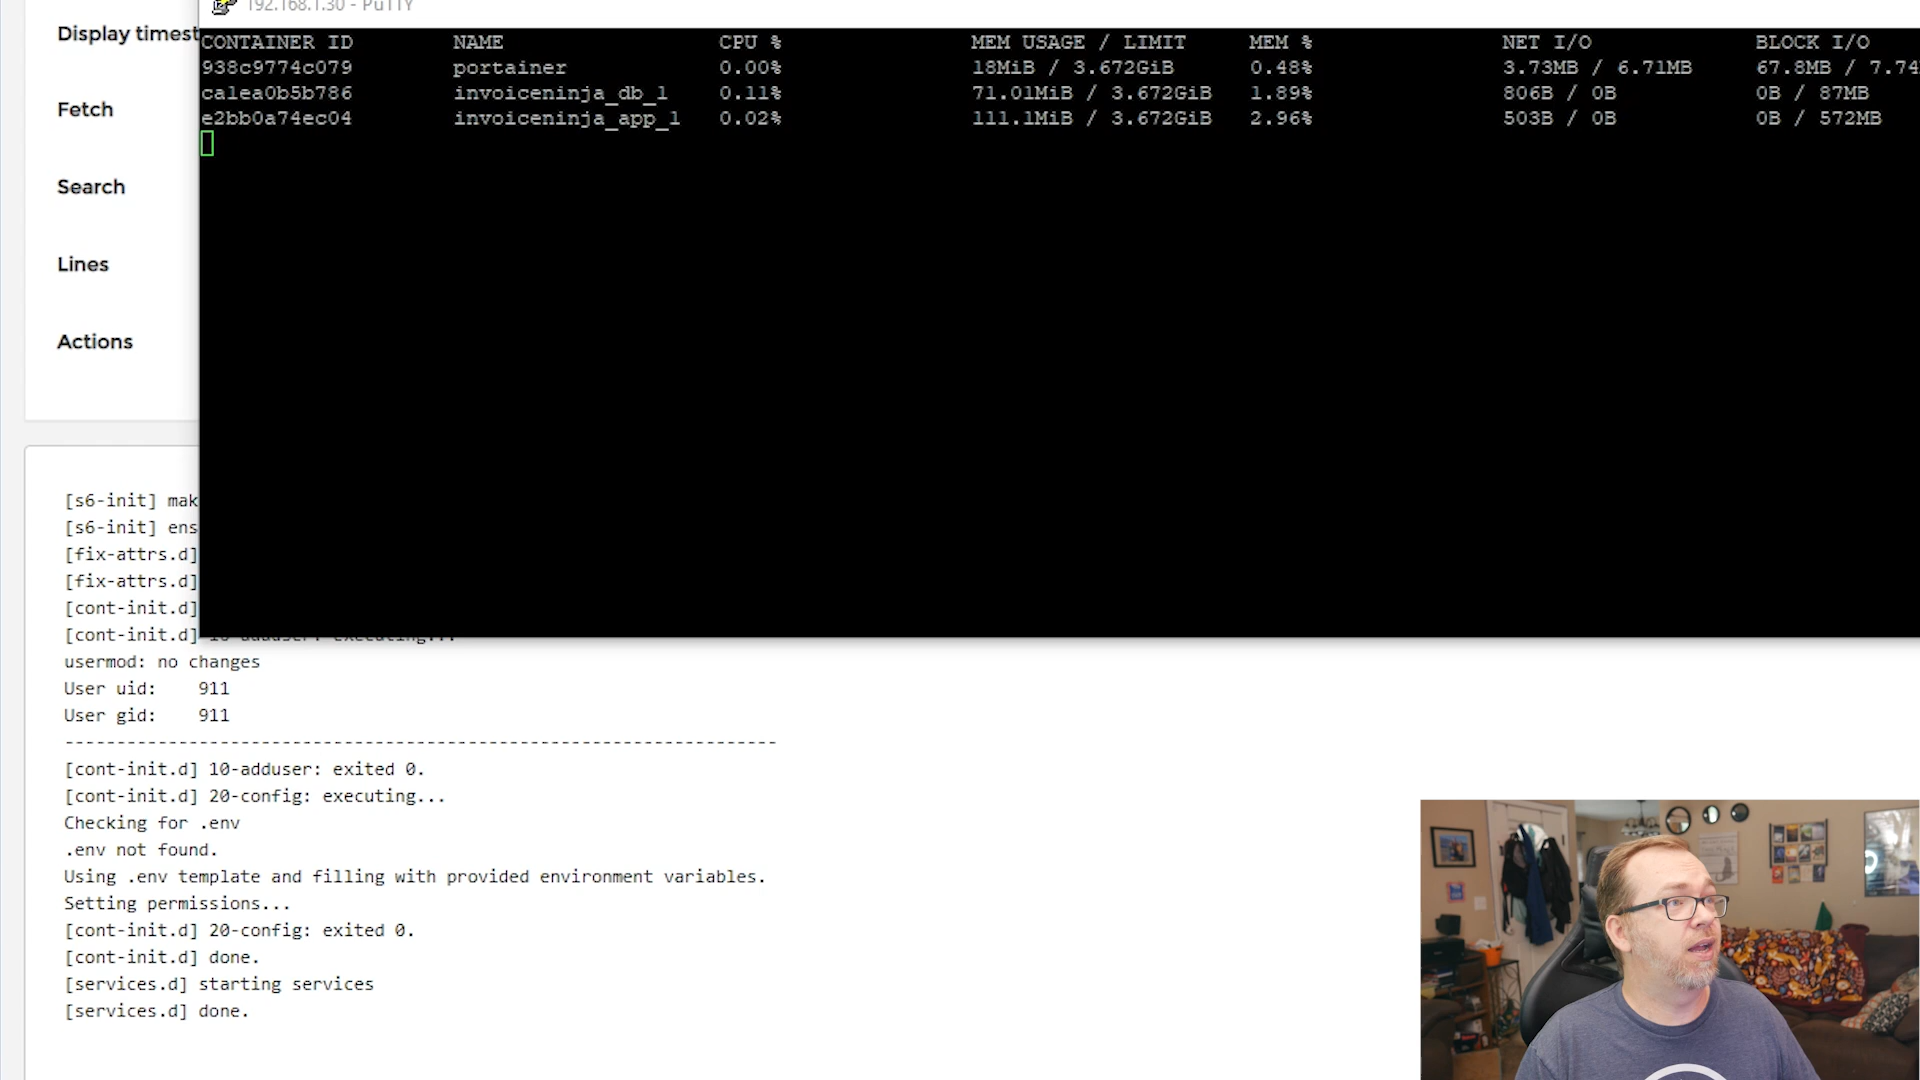 192.168.1.30 - PuTTY
Display timest
CONTAINER ID NAME CPU % MEM USAGE / LIMIT MEM % NET I/O BLOCK I/O
938c9774c079 portainer 0.00% 18MiB / 3.672GiB 0.48% 3.73MB / 6.71MB 67.8MB / 7.74
ca1ea0b5b786 invoiceninja_db_1 0.11% 71.01MiB / 3.672GiB 1.89% 806B / 0B 0B / 87MB
e2bb0a74ec04 invoiceninja_app_1 0.02% 111.1MiB / 3.672GiB 2.96% 503B / 0B 0B / 572MB
Fetch
Search
Lines
Actions
[s6-init] mak
[s6-init] ens
[fix-attrs.d]
[fix-attrs.d]
[cont-init.d]
[cont-init.d] 10-adduser: executing...
usermod: no changes
User uid: 911
User gid: 911
--------------------------------------------------------------------
[cont-init.d] 10-adduser: exited 0.
[cont-init.d] 20-config: executing...
Checking for .env
.env not found.
Using .env template and filling with provided environment variables.
Setting permissions...
[cont-init.d] 20-config: exited 0.
[cont-init.d] done.
[services.d] starting services
[services.d] done.